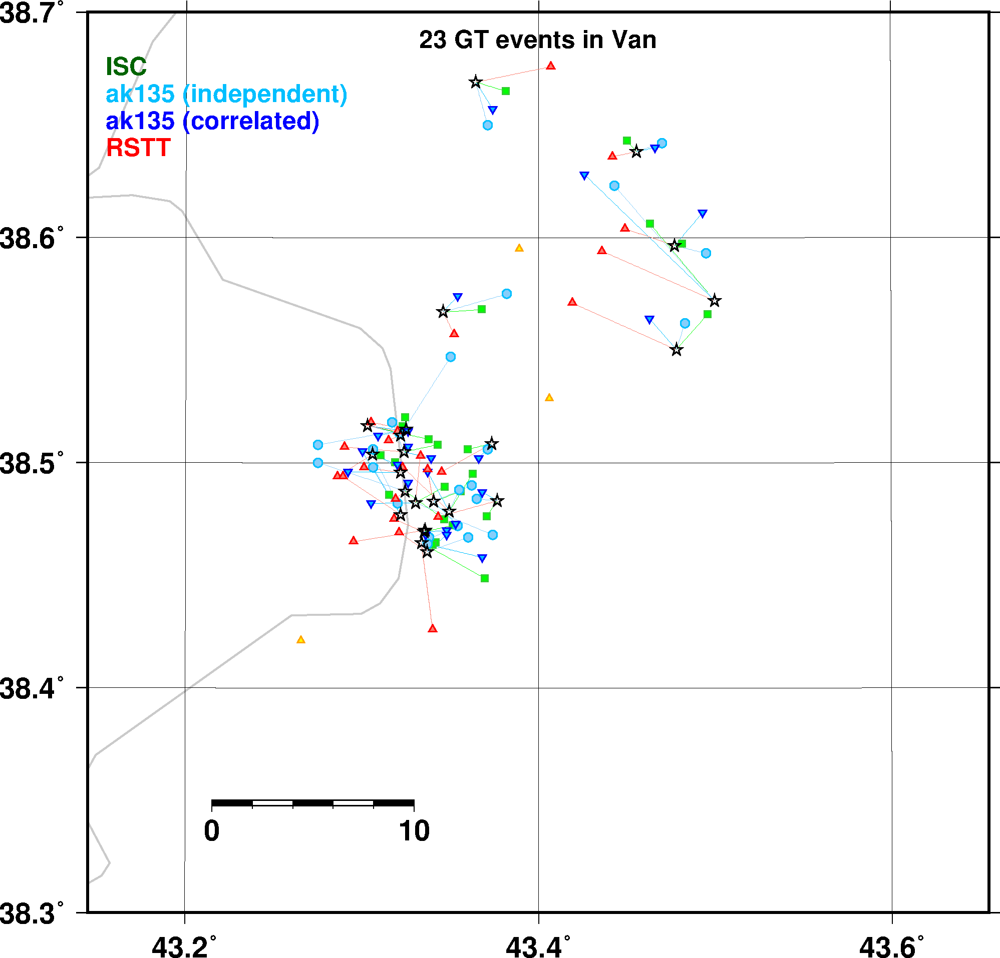 38.7°
23 GT events in Van
ISC
ak135 (independent)
ak135 (correlated)
RSTT
38.6°
38.5°
38.4°
0 10
38.3°
43.2° 43.4° 43.6°